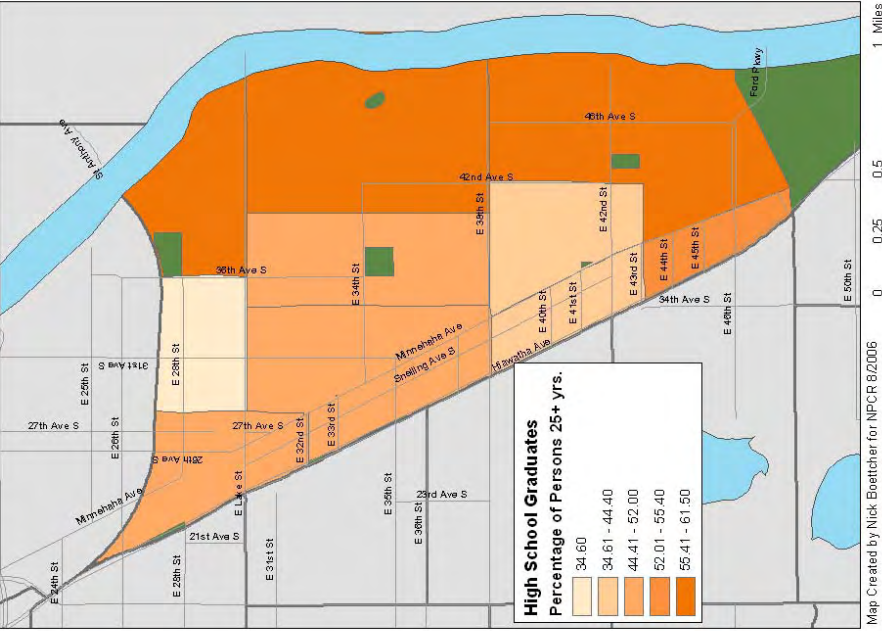 St Anthony Ave
Ford Pkwy
46th Ave S
42nd Ave S
E 38th St
E 42nd St
36th Ave S
E 34th St
E 43rd St
E 44th St
E 45th St
34th Ave S
E 46th St
E 50th St
E 40th St
E 41st St
Minnehaha Ave
Snelling Ave S
Hiawatha Ave
31st Ave S
E 28th St
E 25th St
27th Ave S
E 26th St
26th Ave S
27th Ave S
E 32nd St
E 33rd St
Minnehaha Ave
E Lake St
E 35th St
E 36th St
23rd Ave S
21st Ave S
E 24th St
E 28th St
E 31st St
High School Graduates
Percentage of Persons 25+ yrs.
34.60
34.61 - 44.40
44.41 - 52.00
52.01 - 55.40
55.41 - 61.50
0 0.25 0.5 1 Miles
Map Created by Nick Boettcher for NPCR 8/2006